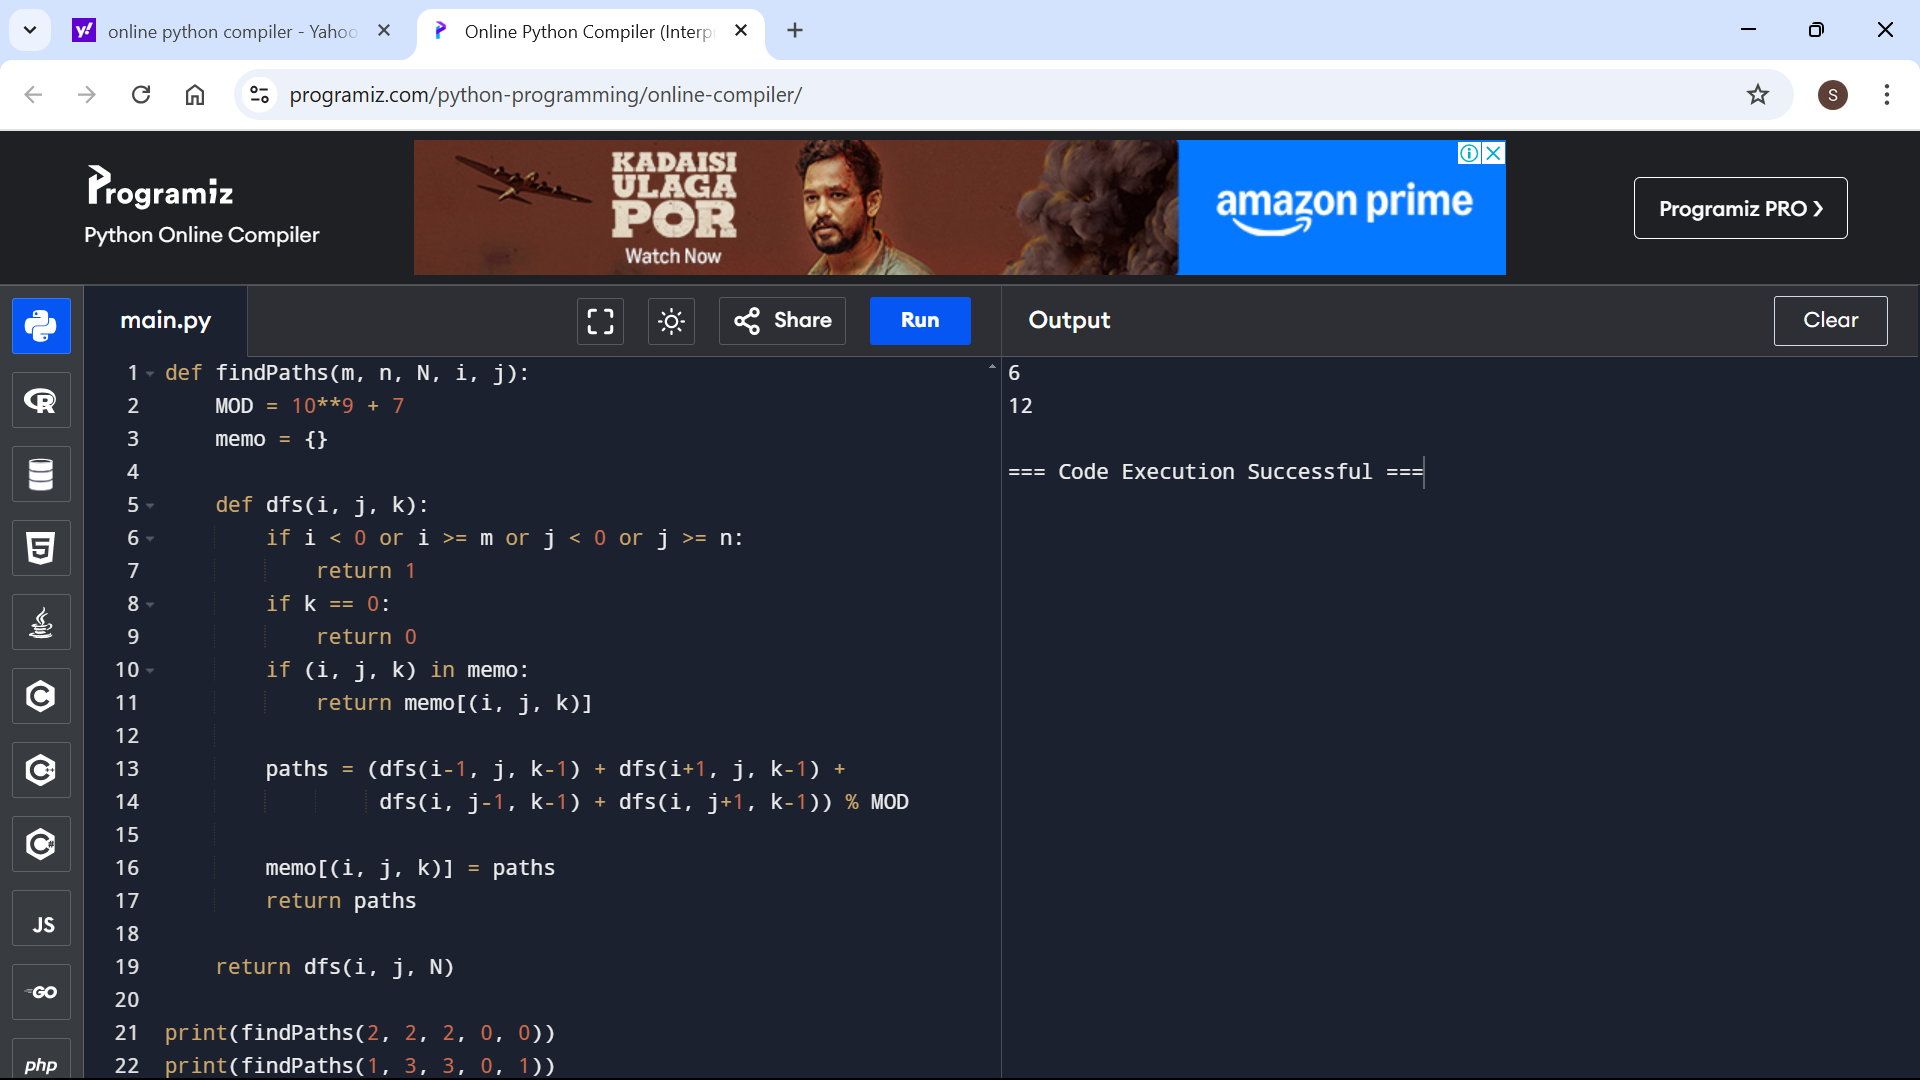 online python compiler - Yahoo
Online Python Compiler (Interp
programiz.com/python-programming/online-compiler/
S
Programiz
Python Online Compiler
KADAISI
ULAGA
POR
Watch Now
amazon prime
Programiz PRO ❯
main.py
Share
Run
Output
Clear
1 def findPaths(m, n, N, i, j):
2     MOD = 10**9 + 7
3     memo = {}
4
5     def dfs(i, j, k):
6         if i < 0 or i >= m or j < 0 or j >= n:
7             return 1
8         if k == 0:
9             return 0
10         if (i, j, k) in memo:
11             return memo[(i, j, k)]
12
13         paths = (dfs(i-1, j, k-1) + dfs(i+1, j, k-1) +
14                  dfs(i, j-1, k-1) + dfs(i, j+1, k-1)) % MOD
15
16         memo[(i, j, k)] = paths
17         return paths
18
19     return dfs(i, j, N)
20
21 print(findPaths(2, 2, 2, 0, 0))
22 print(findPaths(1, 3, 3, 0, 1))
6
12
=== Code Execution Successful ===
R
5
C
C++
C#
JS
GO
php